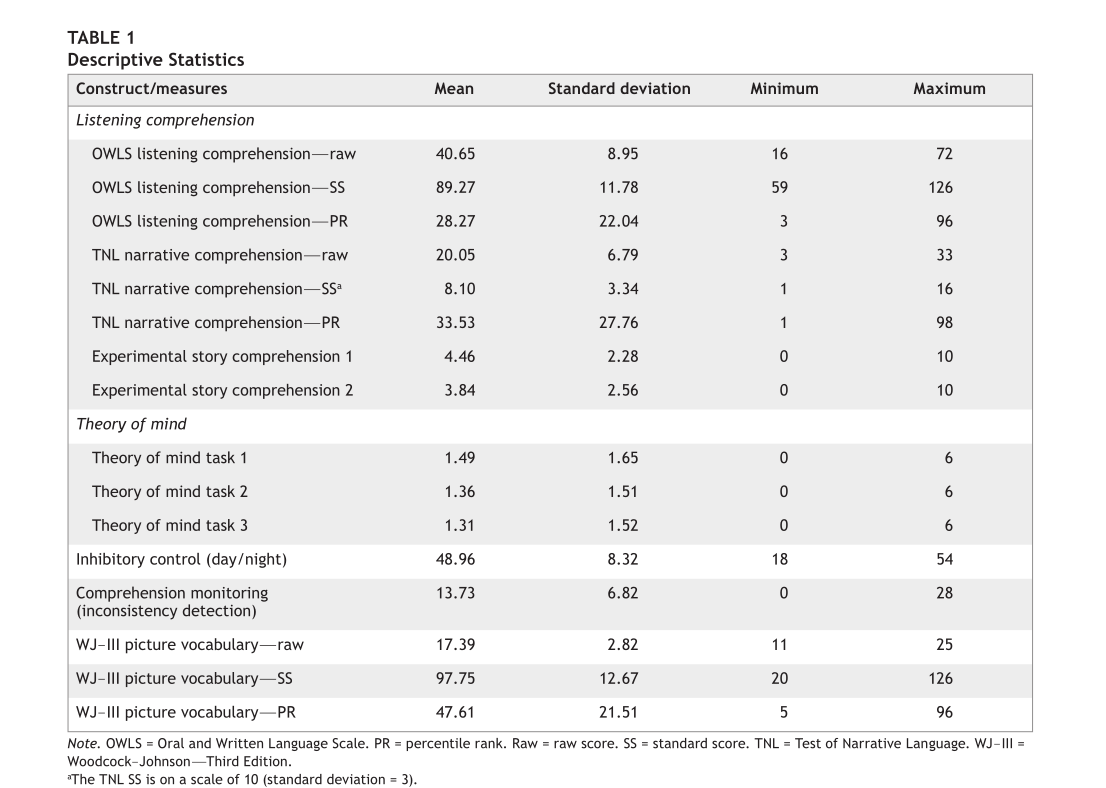 TABLE 1
Descriptive Statistics
Construct/measures Mean Standard deviation Minimum Maximum
Listening comprehension
OWLS listening comprehension—raw 40.65 8.95 16 72
OWLS listening comprehension—SS 89.27 11.78 59 126
OWLS listening comprehension—PR 28.27 22.04 3 96
TNL narrative comprehension—raw 20.05 6.79 3 33
TNL narrative comprehension—SSᵃ 8.10 3.34 1 16
TNL narrative comprehension—PR 33.53 27.76 1 98
Experimental story comprehension 1 4.46 2.28 0 10
Experimental story comprehension 2 3.84 2.56 0 10
Theory of mind
Theory of mind task 1 1.49 1.65 0 6
Theory of mind task 2 1.36 1.51 0 6
Theory of mind task 3 1.31 1.52 0 6
Inhibitory control (day/night) 48.96 8.32 18 54
Comprehension monitoring 13.73 6.82 0 28
(inconsistency detection)
WJ–III picture vocabulary—raw 17.39 2.82 11 25
WJ–III picture vocabulary—SS 97.75 12.67 20 126
WJ–III picture vocabulary—PR 47.61 21.51 5 96
Note. OWLS = Oral and Written Language Scale. PR = percentile rank. Raw = raw score. SS = standard score. TNL = Test of Narrative Language. WJ–III =
Woodcock–Johnson—Third Edition.
ᵃThe TNL SS is on a scale of 10 (standard deviation = 3).